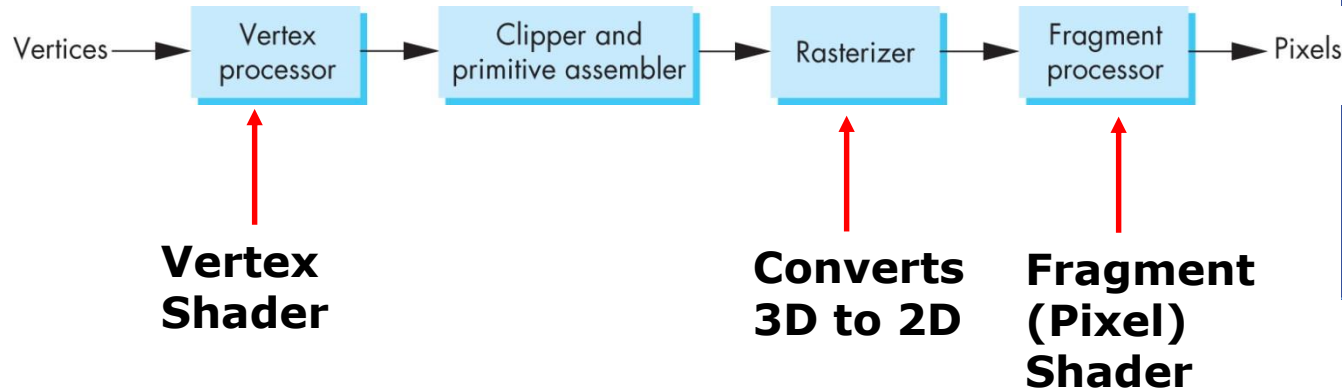 Vertices
Vertex
processor
Clipper and
primitive assembler
Rasterizer
Fragment
processor
Pixels
Vertex
Shader
Converts
3D to 2D
Fragment
(Pixel)
Shader